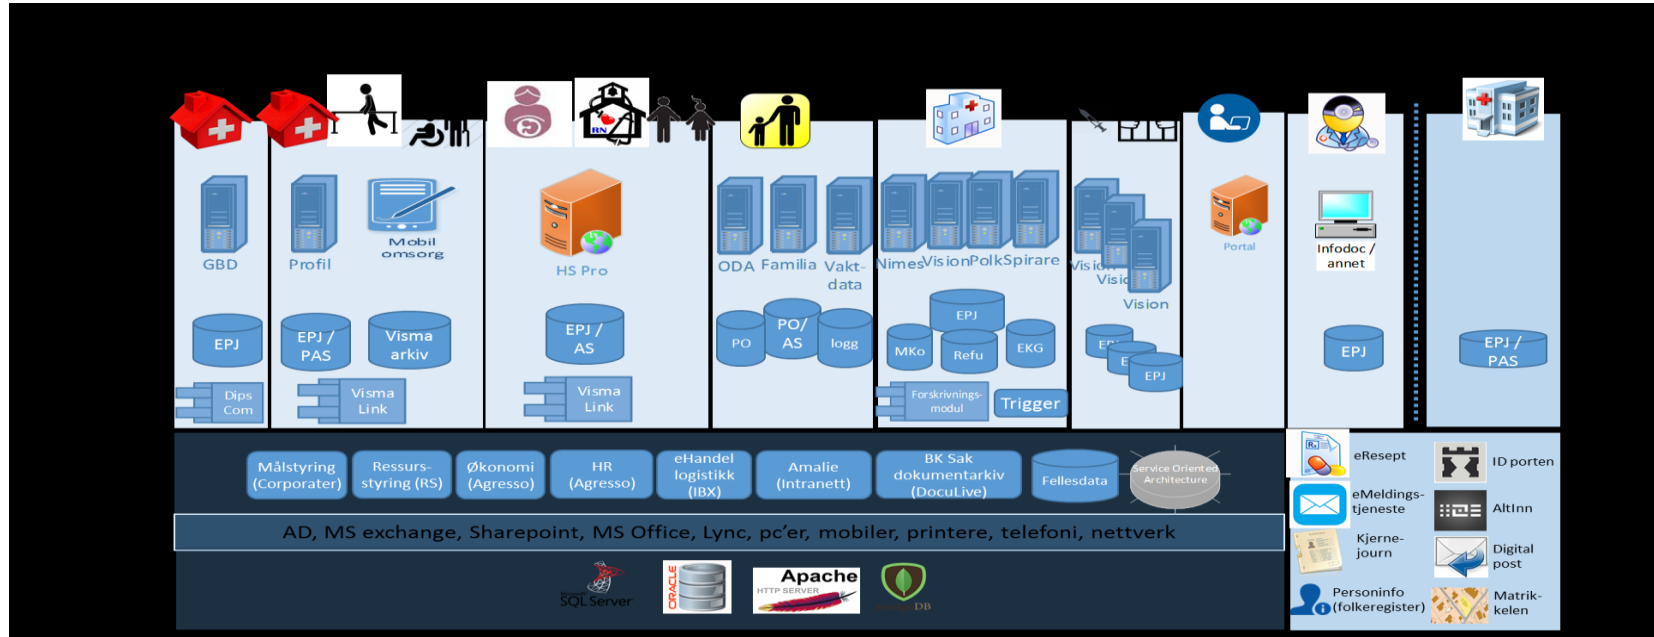 GBD
Profil
Mobil
omsorg
HS Pro
ODA
Familia
Vakt-
data
Nimes
Vision
Polk
Spirare
Vision
Visi
Vision
Portal
Infodoc /
annet
EPJ
EPJ /
PAS
Visma
arkiv
EPJ /
AS
PO
PO/
AS
logg
EPJ
MKo
Refu
EKG
EPJ
EPJ
EPJ
EPJ /
PAS
Dips
Com
Visma
Link
Visma
Link
Forskrivnings-
modul
Trigger
RN
Målstyring
(Corporater)
Ressurs-
styring (RS)
Økonomi
(Agresso)
HR
(Agresso)
eHandel
logistikk
(IBX)
Amalie
(Intranett)
BK Sak
dokumentarkiv
(DocuLive)
Fellesdata
Service Oriented
Architecture
AD, MS exchange, Sharepoint, MS Office, Lync, pc’er, mobiler, printere, telefoni, nettverk
SQL Server
ORACLE
Apache
HTTP SERVER
DB
eResept
ID porten
eMeldings-
tjeneste
AltInn
Kjerne-
journ
Digital
post
Personinfo
(folkeregister)
Matrik-
kelen